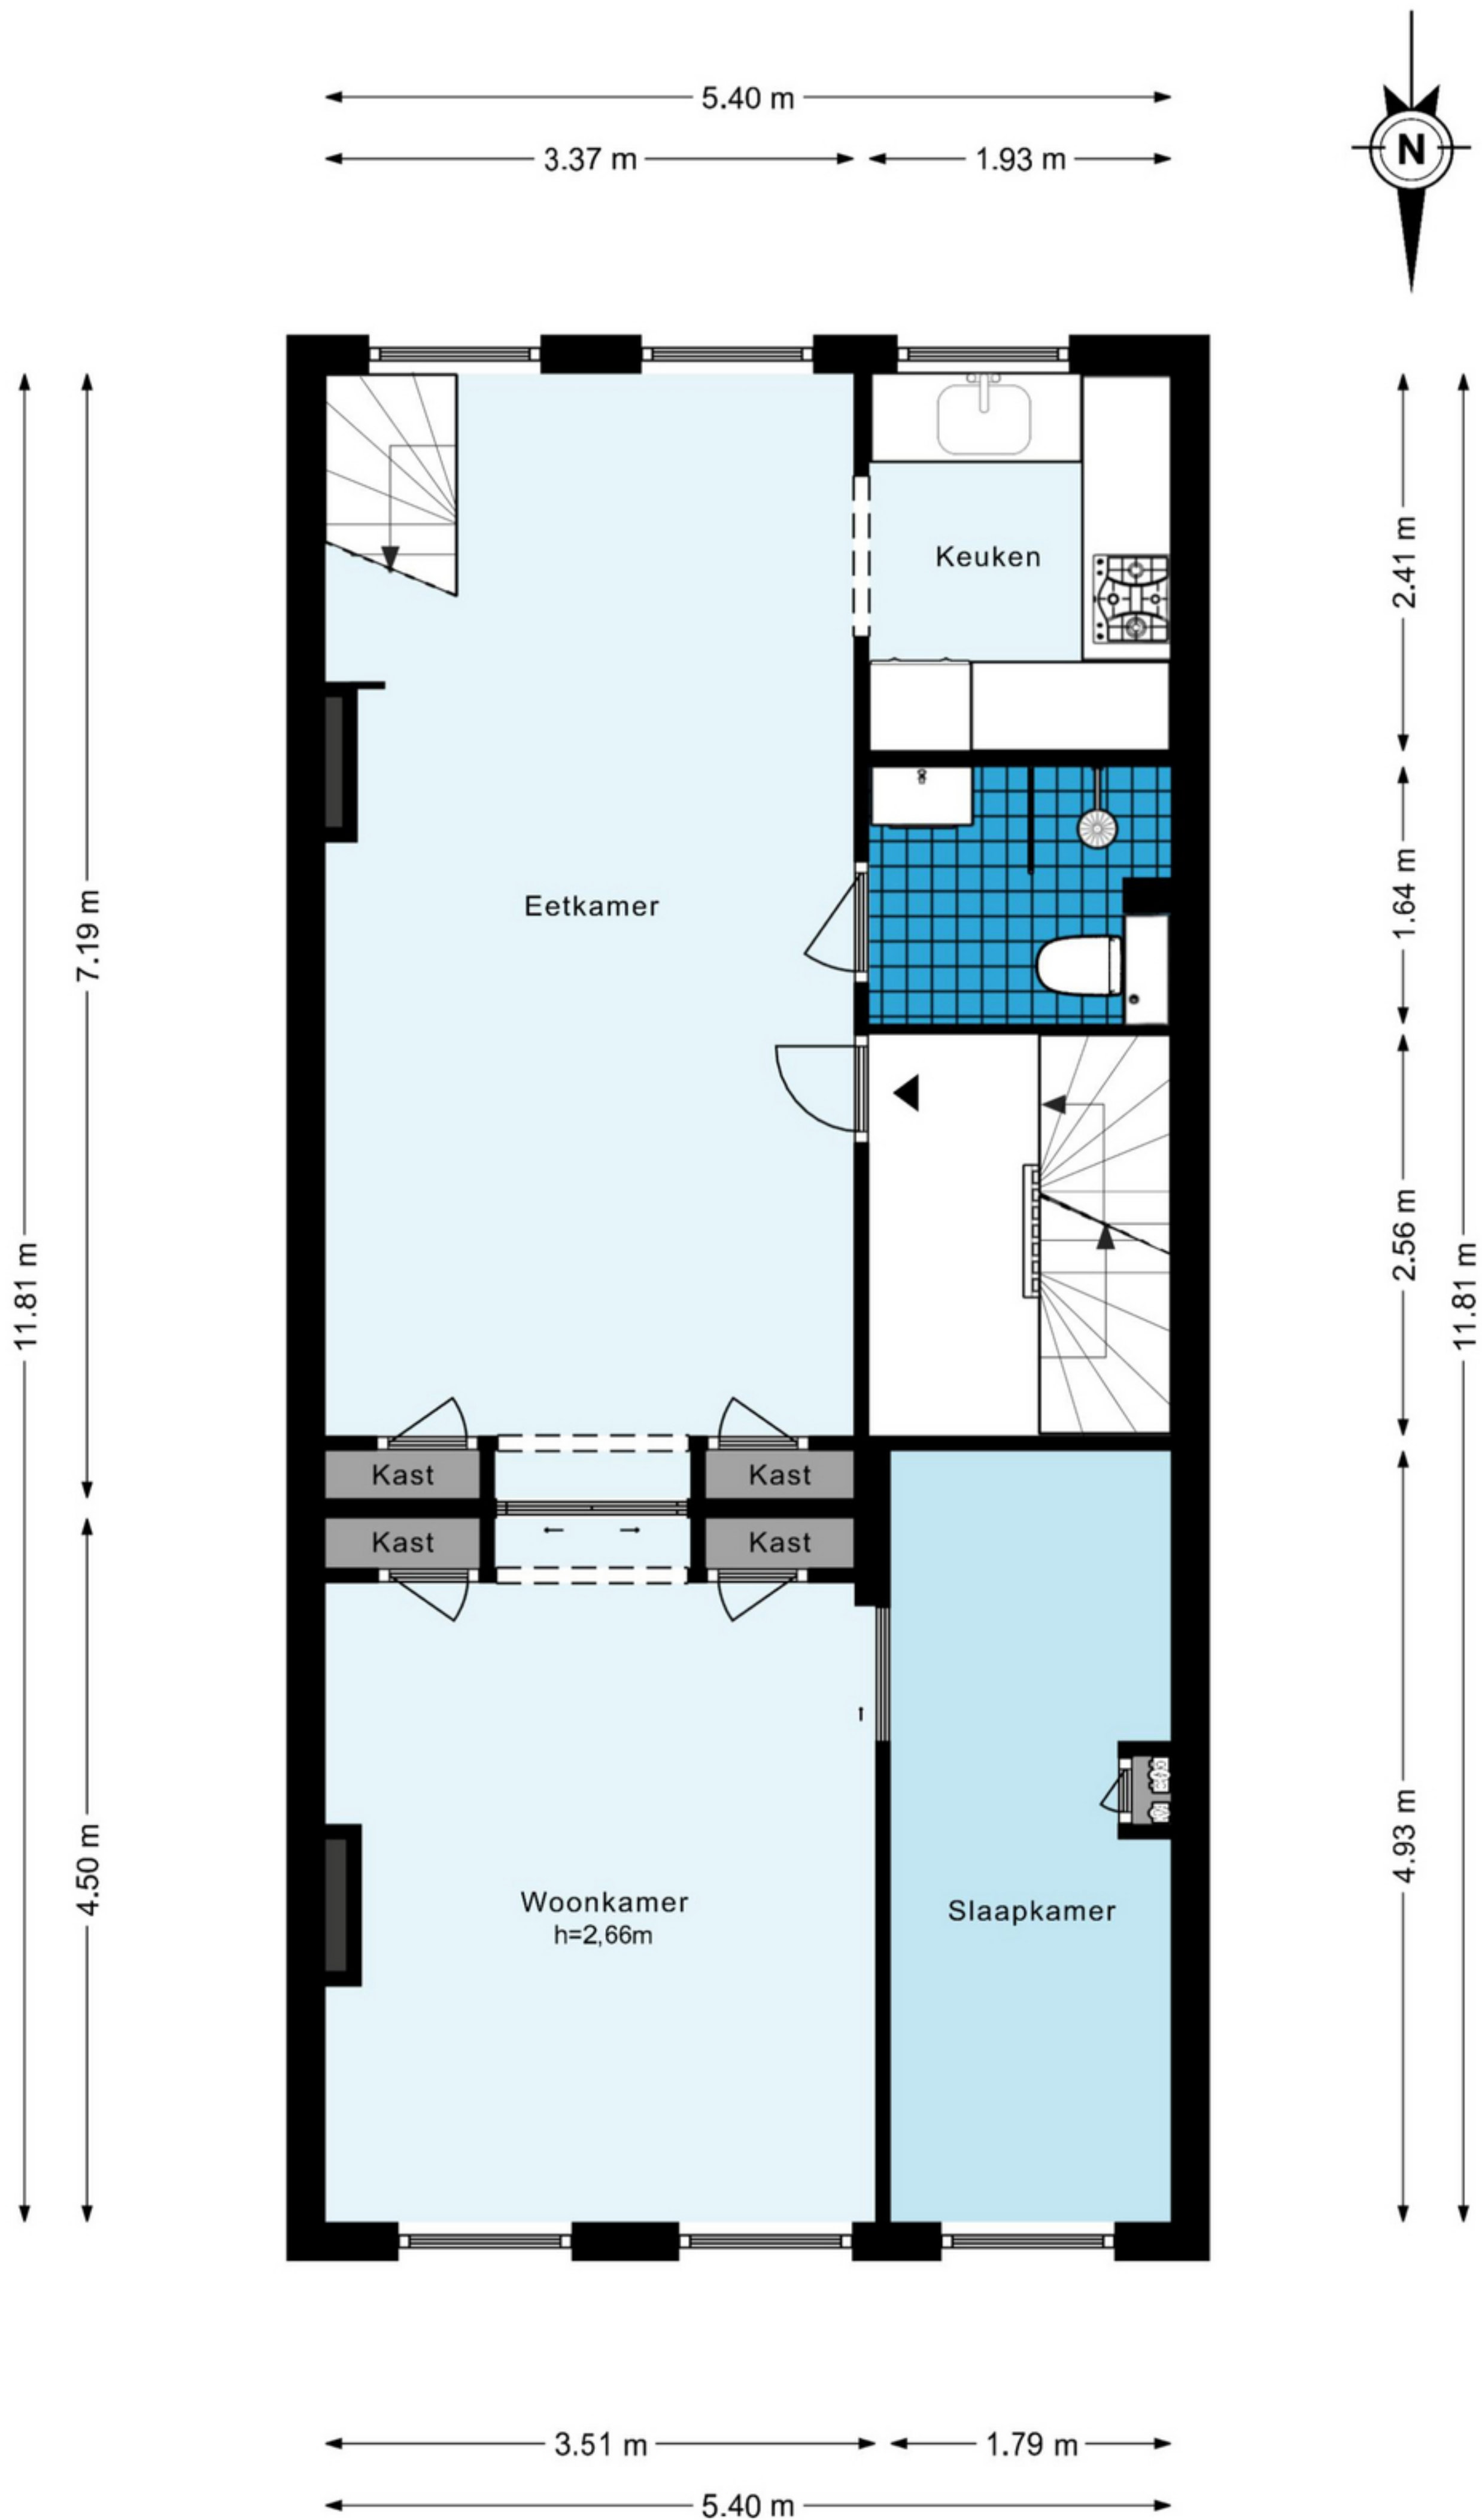 5.40 m
3.37 m
1.93 m
N
Keuken
2.41 m
Eetkamer
7.19 m
1.64 m
11.81 m
2.56 m
11.81 m
Kast
Kast
Kast
Kast
4.50 m
4.93 m
Woonkamer
h=2,66m
Slaapkamer
3.51 m
1.79 m
5.40 m